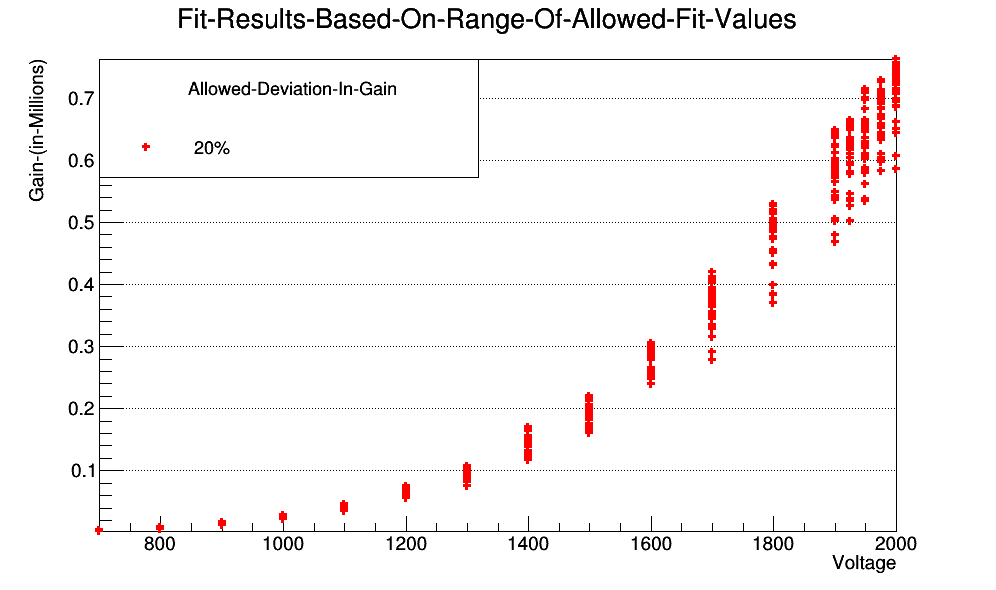 Fit-Results-Based-On-Range-Of-Allowed-Fit-Values
Gain-(in-Millions)
Allowed-Deviation-In-Gain
20%
0.7
0.6
0.5
0.4
0.3
0.2
0.1
800 1000 1200 1400 1600 1800 2000
Voltage